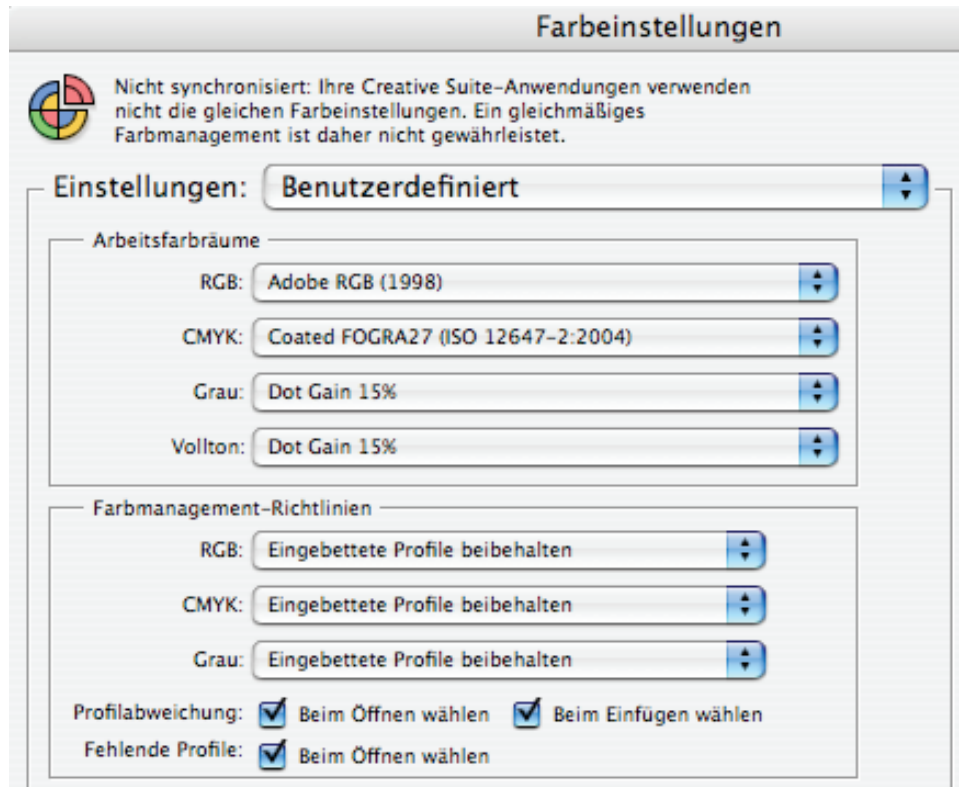 Farbeinstellungen
Nicht synchronisiert: Ihre Creative Suite-Anwendungen verwenden
nicht die gleichen Farbeinstellungen. Ein gleichmäßiges
Farbmanagement ist daher nicht gewährleistet.
Einstellungen: Benutzerdefiniert
Arbeitsfarbräume
RGB: Adobe RGB (1998)
CMYK: Coated FOGRA27 (ISO 12647-2:2004)
Grau: Dot Gain 15%
Vollton: Dot Gain 15%
Farbmanagement-Richtlinien
RGB: Eingebettete Profile beibehalten
CMYK: Eingebettete Profile beibehalten
Grau: Eingebettete Profile beibehalten
Profilabweichung: Beim Öffnen wählen Beim Einfügen wählen
Fehlende Profile: Beim Öffnen wählen